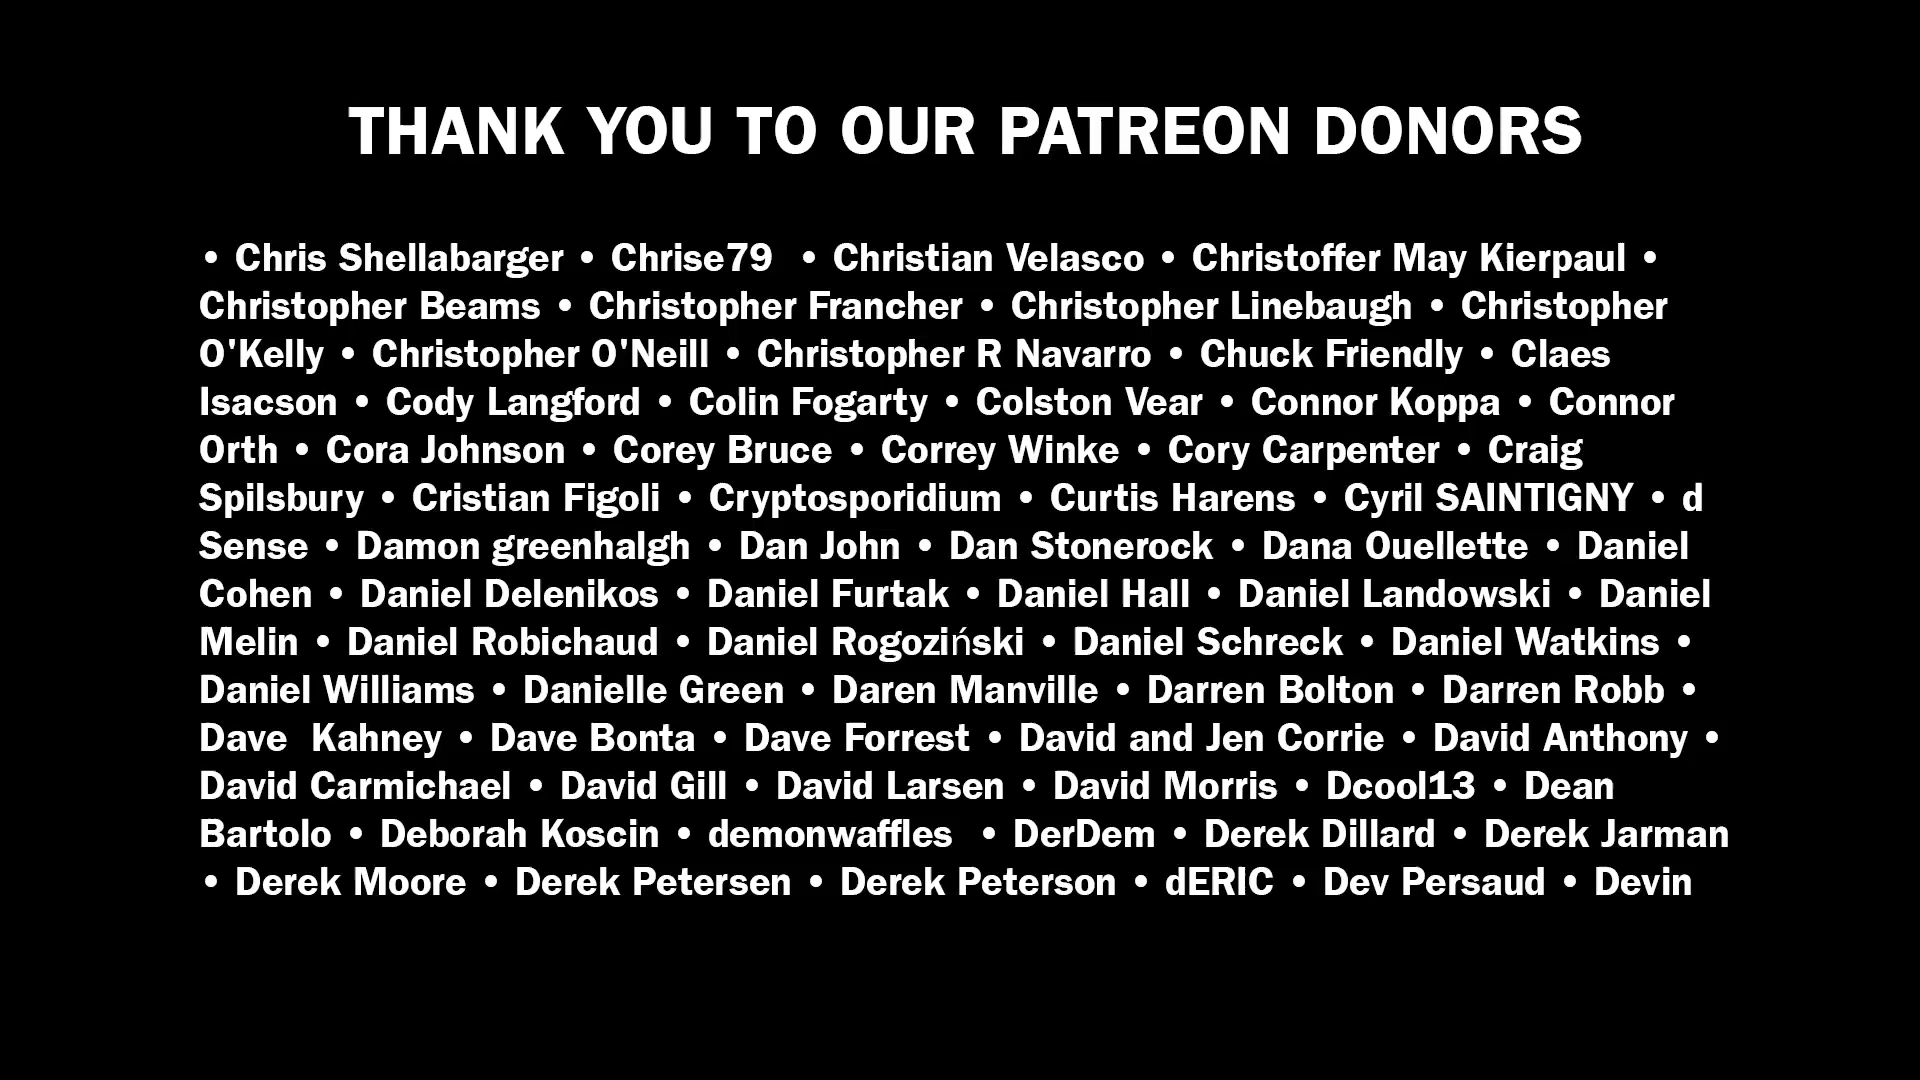 THANK YOU TO OUR PATREON DONORS
• Chris Shellabarger • Chrise79  • Christian Velasco • Christoffer May Kierpaul •
Christopher Beams • Christopher Francher • Christopher Linebaugh • Christopher
O'Kelly • Christopher O'Neill • Christopher R Navarro • Chuck Friendly • Claes
Isacson • Cody Langford • Colin Fogarty • Colston Vear • Connor Koppa • Connor
Orth • Cora Johnson • Corey Bruce • Correy Winke • Cory Carpenter • Craig
Spilsbury • Cristian Figoli • Cryptosporidium • Curtis Harens • Cyril SAINTIGNY • d
Sense • Damon greenhalgh • Dan John • Dan Stonerock • Dana Ouellette • Daniel
Cohen • Daniel Delenikos • Daniel Furtak • Daniel Hall • Daniel Landowski • Daniel
Melin • Daniel Robichaud • Daniel Rogoziński • Daniel Schreck • Daniel Watkins •
Daniel Williams • Danielle Green • Daren Manville • Darren Bolton • Darren Robb •
Dave  Kahney • Dave Bonta • Dave Forrest • David and Jen Corrie • David Anthony •
David Carmichael • David Gill • David Larsen • David Morris • Dcool13 • Dean
Bartolo • Deborah Koscin • demonwaffles  • DerDem • Derek Dillard • Derek Jarman
• Derek Moore • Derek Petersen • Derek Peterson • dERIC • Dev Persaud • Devin